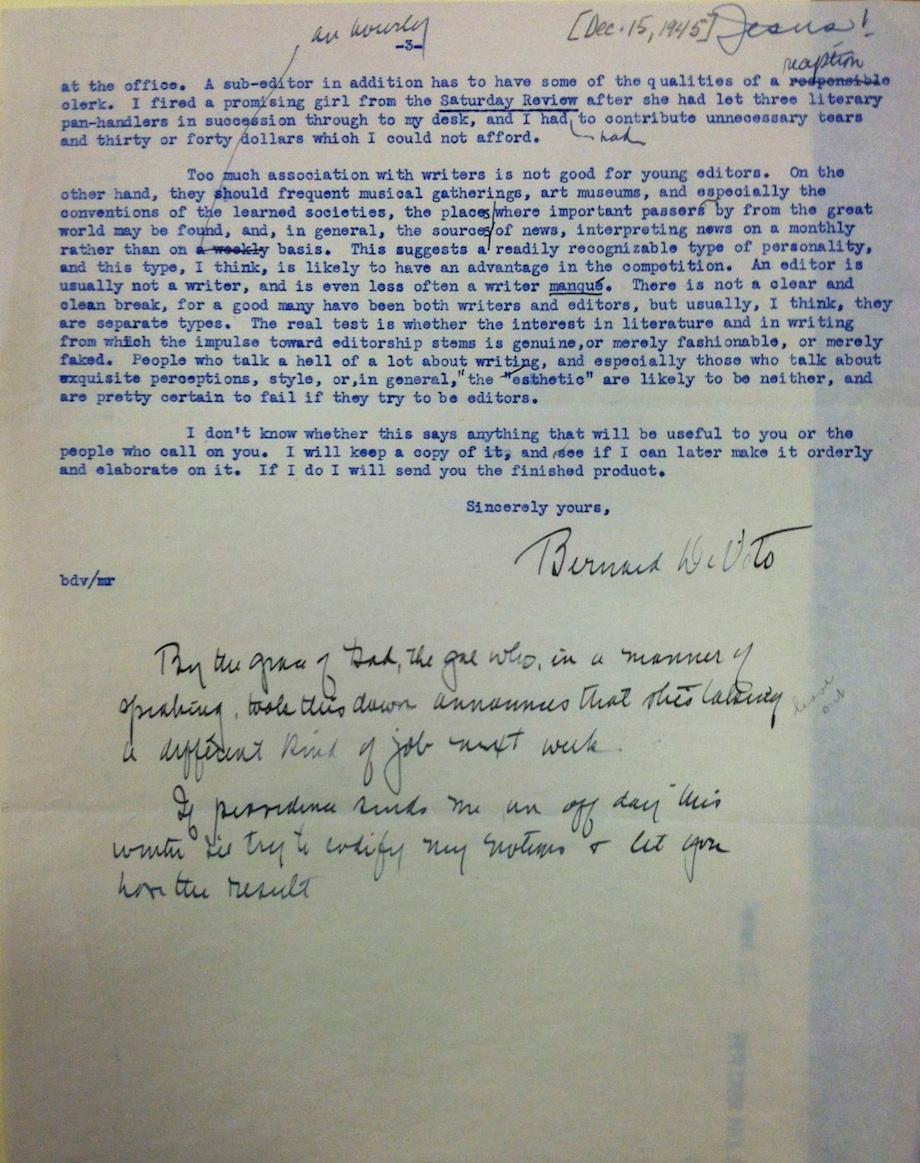 an hourly
-3-
[Dec. 15, 1945] Jesus!
reception
at the office. A sub-editor in addition has to have some of the qualities of a responsible
clerk. I fired a promising girl from the Saturday Review after she had let three literary
pan-handlers in succession through to my desk, and I had to contribute unnecessary tears
had
and thirty or forty dollars which I could not afford.
Too much association with writers is not good for young editors. On the
other hand, they should frequent musical gatherings, art museums, and especially the
conventions of the learned societies, the places where important passers by from the great
world may be found, and, in general, the sources of news, interpreting news on a monthly
rather than on a weekly basis. This suggests a readily recognizable type of personality,
and this type, I think, is likely to have an advantage in the competition. An editor is
usually not a writer, and is even less often a writer manqué. There is not a clear and
clean break, for a good many have been both writers and editors, but usually, I think, they
are separate types. The real test is whether the interest in literature and in writing
from which the impulse toward editorship stems is genuine, or merely fashionable, or merely
faked. People who talk a hell of a lot about writing, and especially those who talk about
exquisite perceptions, style, or, in general, "the "esthetic" are likely to be neither, and
are pretty certain to fail if they try to be editors.
I don't know whether this says anything that will be useful to you or the
people who call on you. I will keep a copy of it, and see if I can later make it orderly
and elaborate on it. If I do I will send you the finished product.
Sincerely yours,
Bernard DeVoto
bdv/mr
By the grace of God, the gal who, in a manner of
speaking, took this down announces that she's taking
a different kind of job next week.
leave
out
If providence sends me an off day this
winter I'll try to codify my notions & let you
have the result